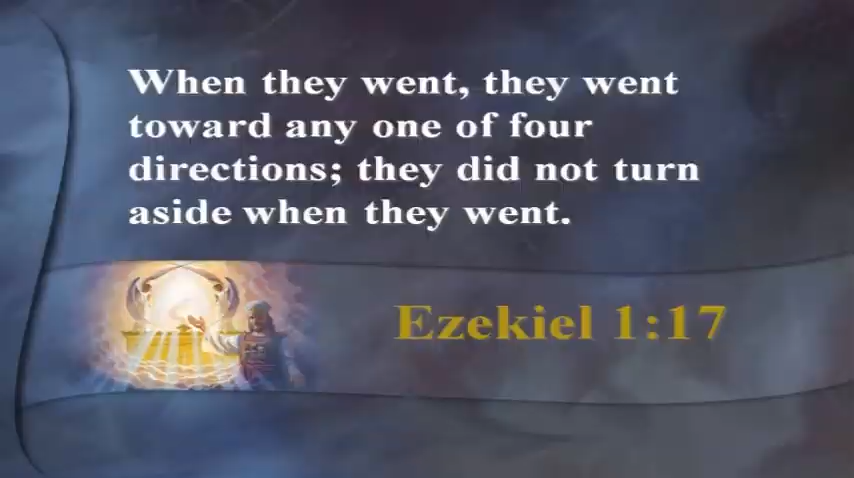 When they went, they went
toward any one of four
directions; they did not turn
aside when they went.
Ezekiel 1:17